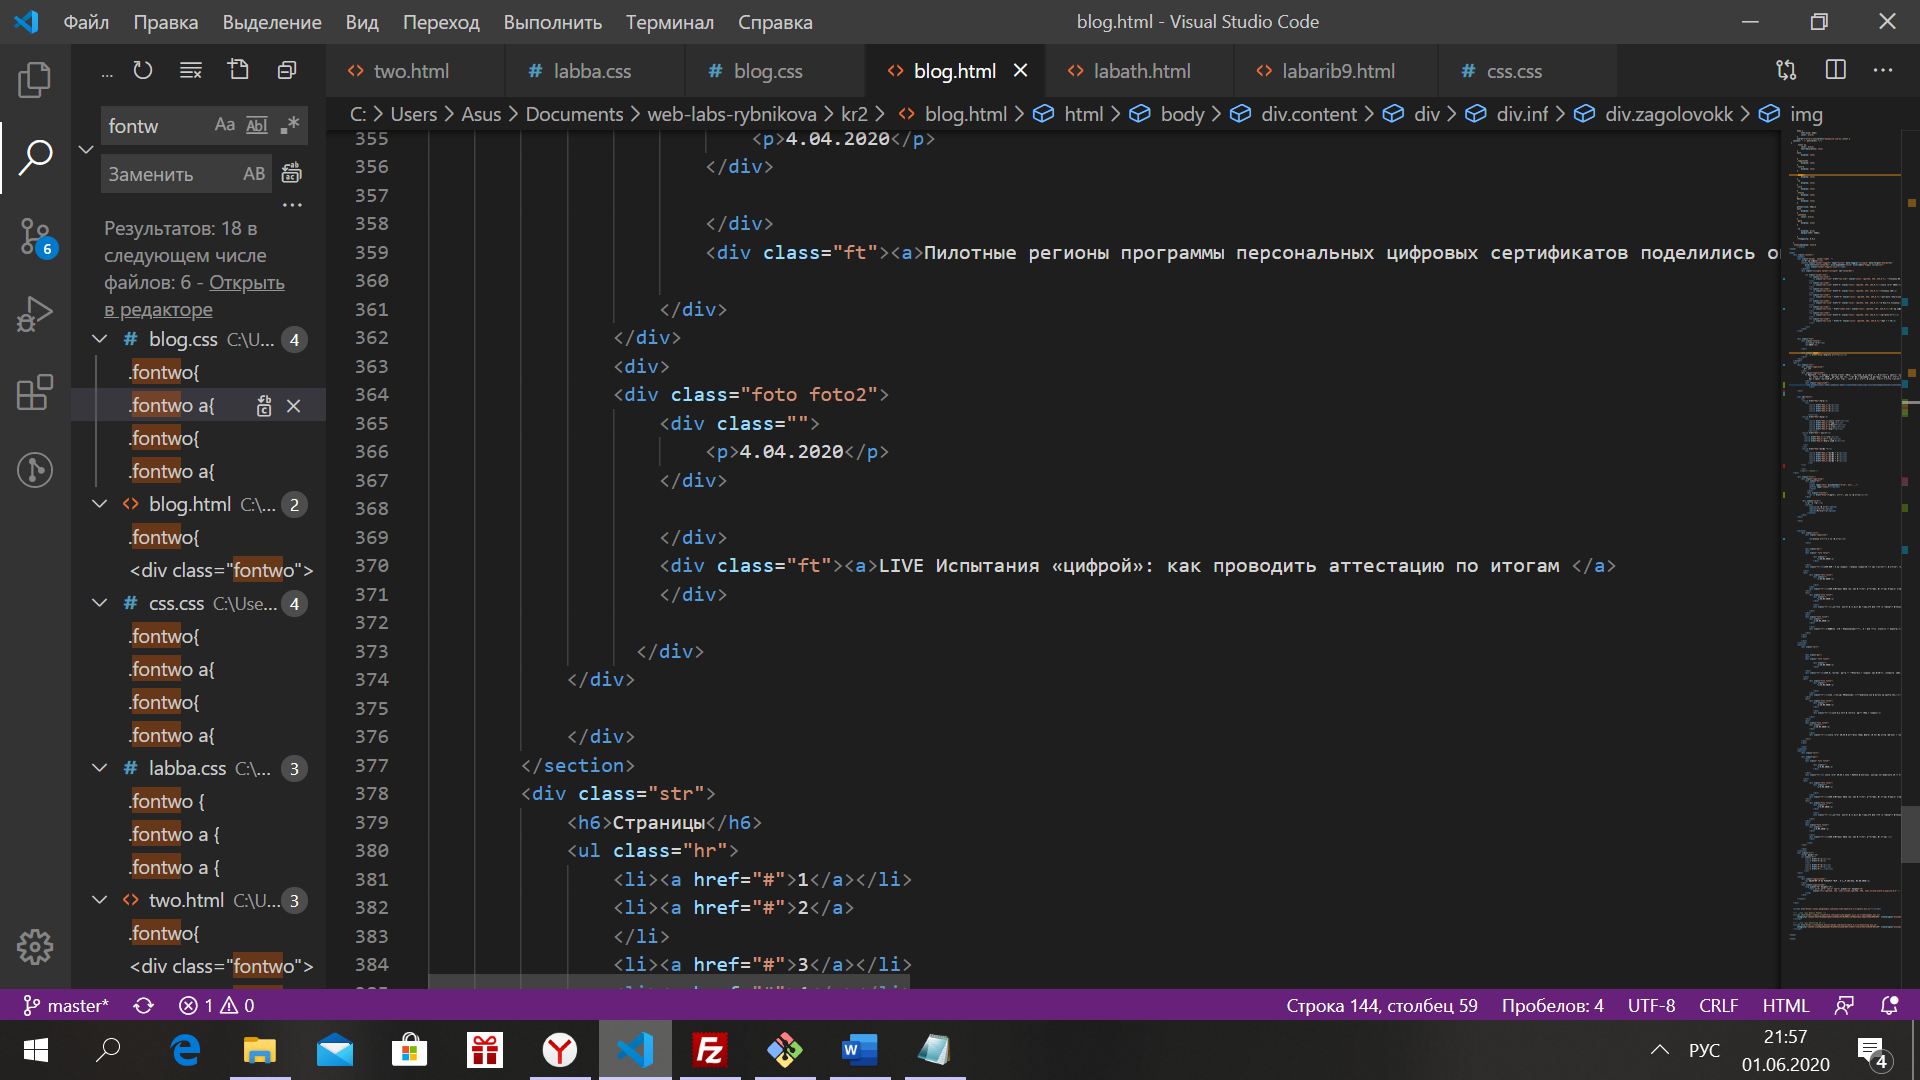 Файл Правка Выделение Вид Переход Выполнить Терминал Справка
blog.html - Visual Studio Code
two.html
labba.css
blog.css
blog.html
labath.html
labarib9.html
css.css
C: > Users > Asus > Documents > web-labs-rybnikova > kr2 > blog.html > html > body > div.content > div > div.inf > div.zagolovokk > img
fontw
Aa Abl .*
Заменить AB
Результатов: 18 в
следующем числе
файлов: 6 - Открыть
в редакторе
blog.css C:\U... 4
.fontwo{
.fontwo a{
.fontwo{
.fontwo a{
blog.html C:\... 2
.fontwo{
<div class="fontwo">
css.css C:\Use... 4
.fontwo{
.fontwo a{
.fontwo{
.fontwo a{
labba.css C:\... 3
.fontwo {
.fontwo a {
.fontwo a {
two.html C:\U... 3
.fontwo{
<div class="fontwo">
6
355 <p>4.04.2020</p>
356 </div>
357
358 </div>
359 <div class="ft"><a>Пилотные регионы программы персональных цифровых сертификатов поделились
360
361 </div>
362 </div>
363 <div>
364 <div class="foto foto2">
365 <div class="">
366 <p>4.04.2020</p>
367 </div>
368
369 </div>
370 <div class="ft"><a>LIVE Испытания «цифрой»: как проводить аттестацию по итогам </a>
371 </div>
372
373 </div>
374 </div>
375
376 </div>
377 </section>
378 <div class="str">
379 <h6>Страницы</h6>
380 <ul class="hr">
381 <li><a href="#">1</a></li>
382 <li><a href="#">2</a>
383 </li>
384 <li><a href="#">3</a></li>
master* 1 0
Строка 144, столбец 59 Пробелов: 4 UTF-8 CRLF HTML
РУС
21:57
01.06.2020
4